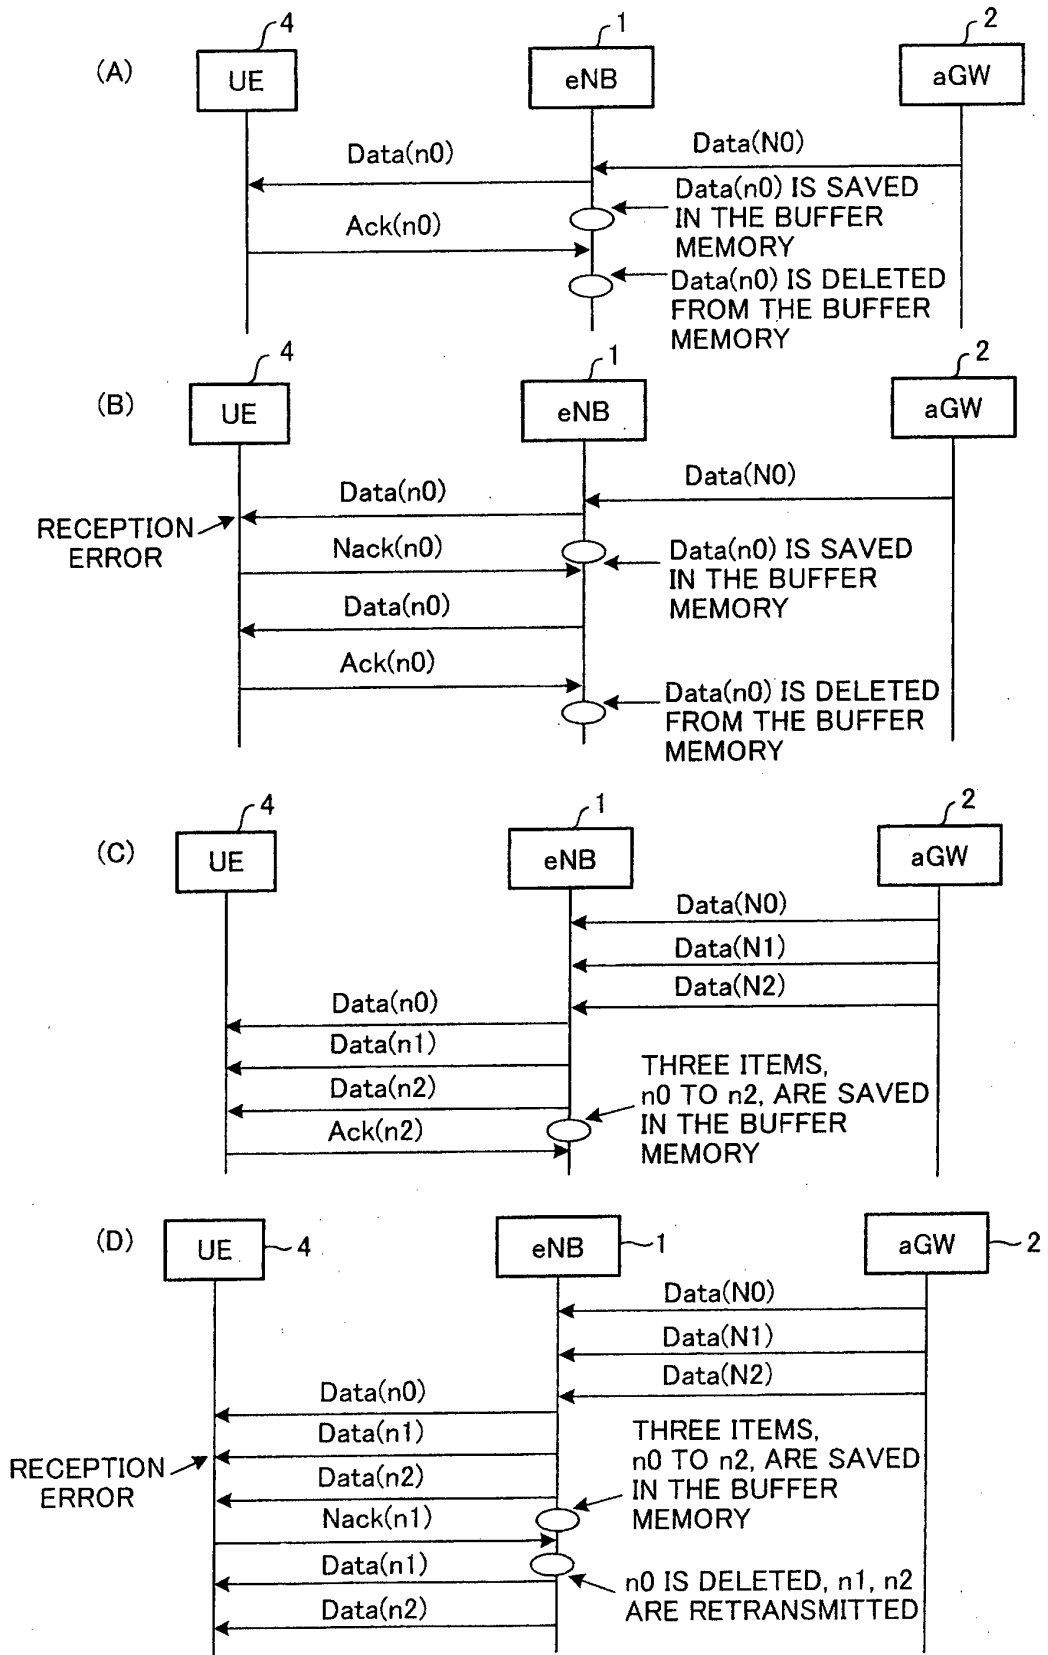 4
1
2
(A)
UE
eNB
aGW
Data(n0)
Data(N0)
Data(n0) IS SAVED
IN THE BUFFER
MEMORY
Ack(n0)
Data(n0) IS DELETED
FROM THE BUFFER
MEMORY
4
1
2
(B)
UE
eNB
aGW
Data(n0)
Data(N0)
RECEPTION
ERROR
Nack(n0)
Data(n0) IS SAVED
IN THE BUFFER
MEMORY
Data(n0)
Ack(n0)
Data(n0) IS DELETED
FROM THE BUFFER
MEMORY
4
1
2
(C)
UE
eNB
aGW
Data(N0)
Data(N1)
Data(N2)
Data(n0)
Data(n1)
Data(n2)
THREE ITEMS,
n0 TO n2, ARE SAVED
IN THE BUFFER
MEMORY
Ack(n2)
(D)
UE
4
eNB
1
aGW
2
Data(N0)
Data(N1)
Data(N2)
Data(n0)
Data(n1)
RECEPTION
ERROR
Data(n2)
THREE ITEMS,
n0 TO n2, ARE SAVED
IN THE BUFFER
MEMORY
Nack(n1)
Data(n1)
n0 IS DELETED, n1, n2
ARE RETRANSMITTED
Data(n2)